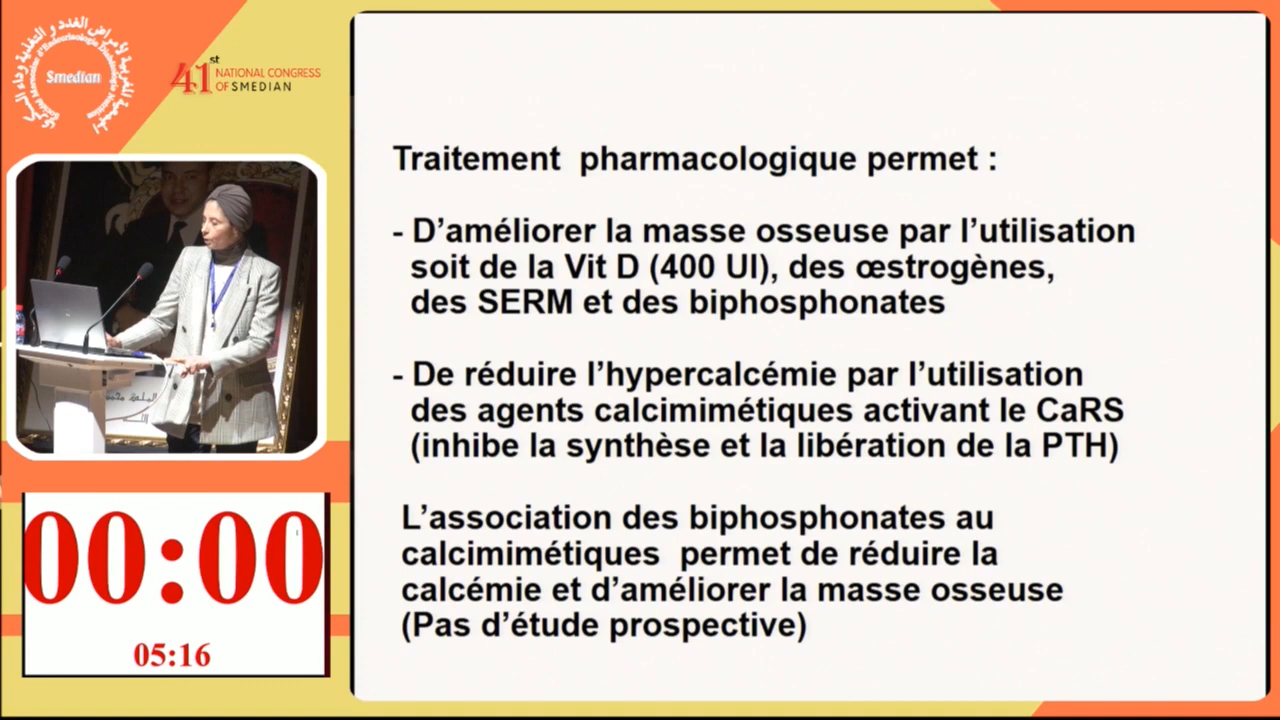 Smedian
41st NATIONAL CONGRESS
OF SMEDIAN
00:00
05:16
Traitement pharmacologique permet :
- D’améliorer la masse osseuse par l’utilisation
soit de la Vit D (400 UI), des œstrogènes,
des SERM et des biphosphonates
- De réduire l’hypercalcémie par l’utilisation
des agents calcimimétiques activant le CaRS
(inhibe la synthèse et la libération de la PTH)
L’association des biphosphonates au
calcimimétiques permet de réduire la
calcémie et d’améliorer la masse osseuse
(Pas d’étude prospective)